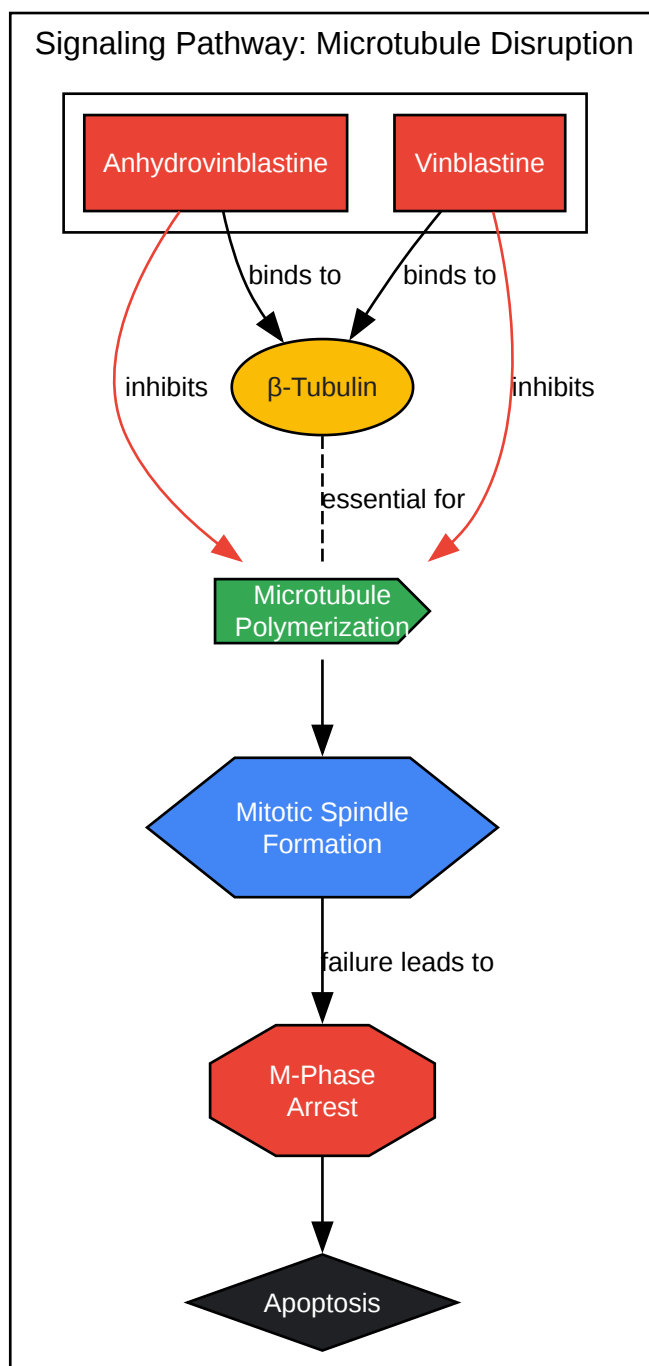 Signaling Pathway: Microtubule Disruption
Anhydrovinblastine
Vinblastine
binds to
binds to
β-Tubulin
inhibits
inhibits
essential for
Microtubule
Polymerization
Mitotic Spindle
Formation
failure leads to
M-Phase
Arrest
Apoptosis